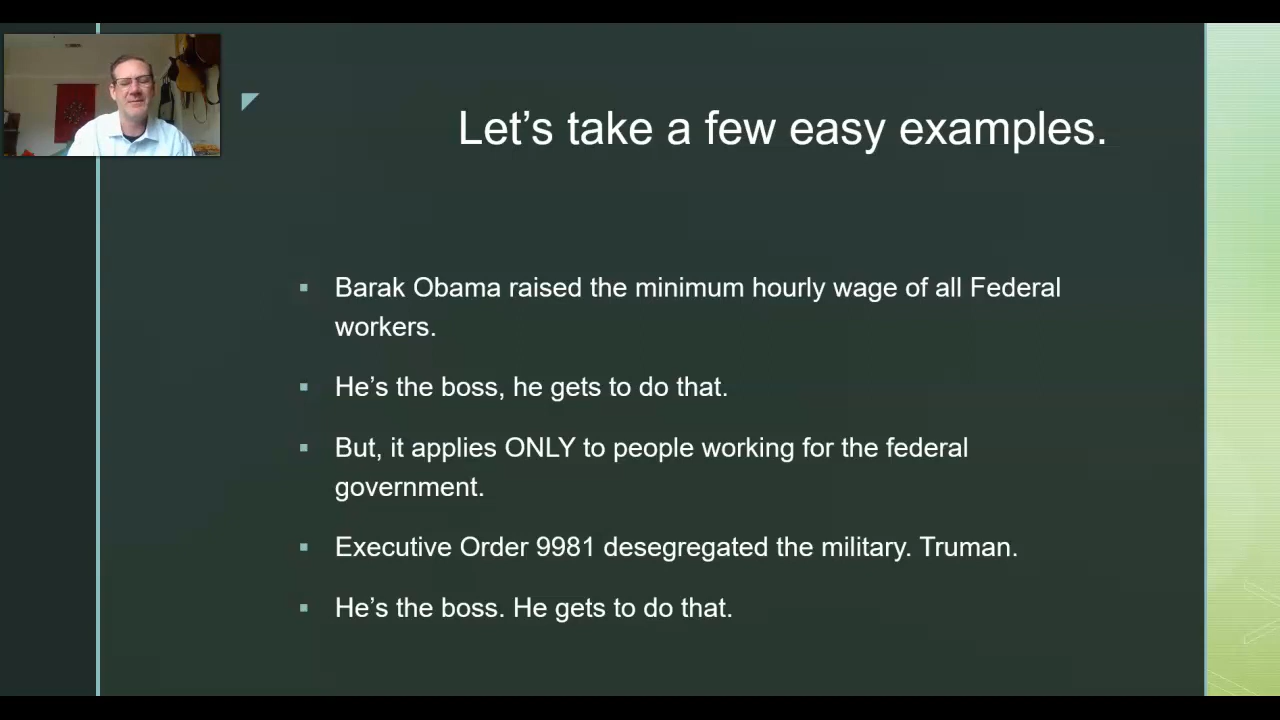 Let’s take a few easy examples.
▪ Barak Obama raised the minimum hourly wage of all Federal
workers.
▪ He’s the boss, he gets to do that.
▪ But, it applies ONLY to people working for the federal
government.
▪ Executive Order 9981 desegregated the military. Truman.
▪ He’s the boss. He gets to do that.